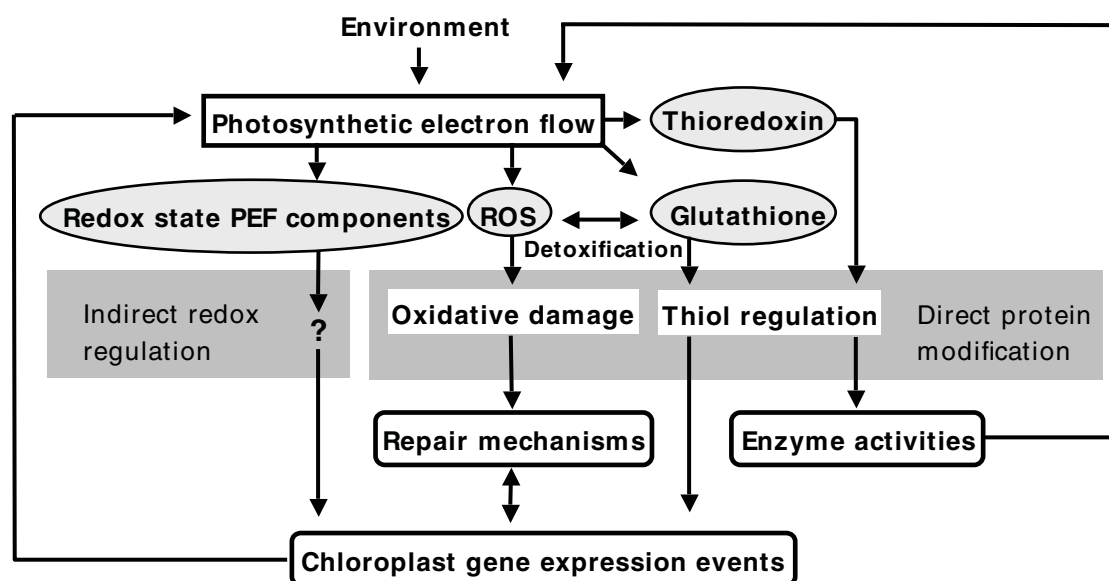 Environment
Photosynthetic electron flow
Thioredoxin
Redox state PEF components
ROS
Glutathione
Detoxification
Indirect redox
regulation
?
Oxidative damage
Thiol regulation
Direct protein
modification
Repair mechanisms
Enzyme activities
Chloroplast gene expression events